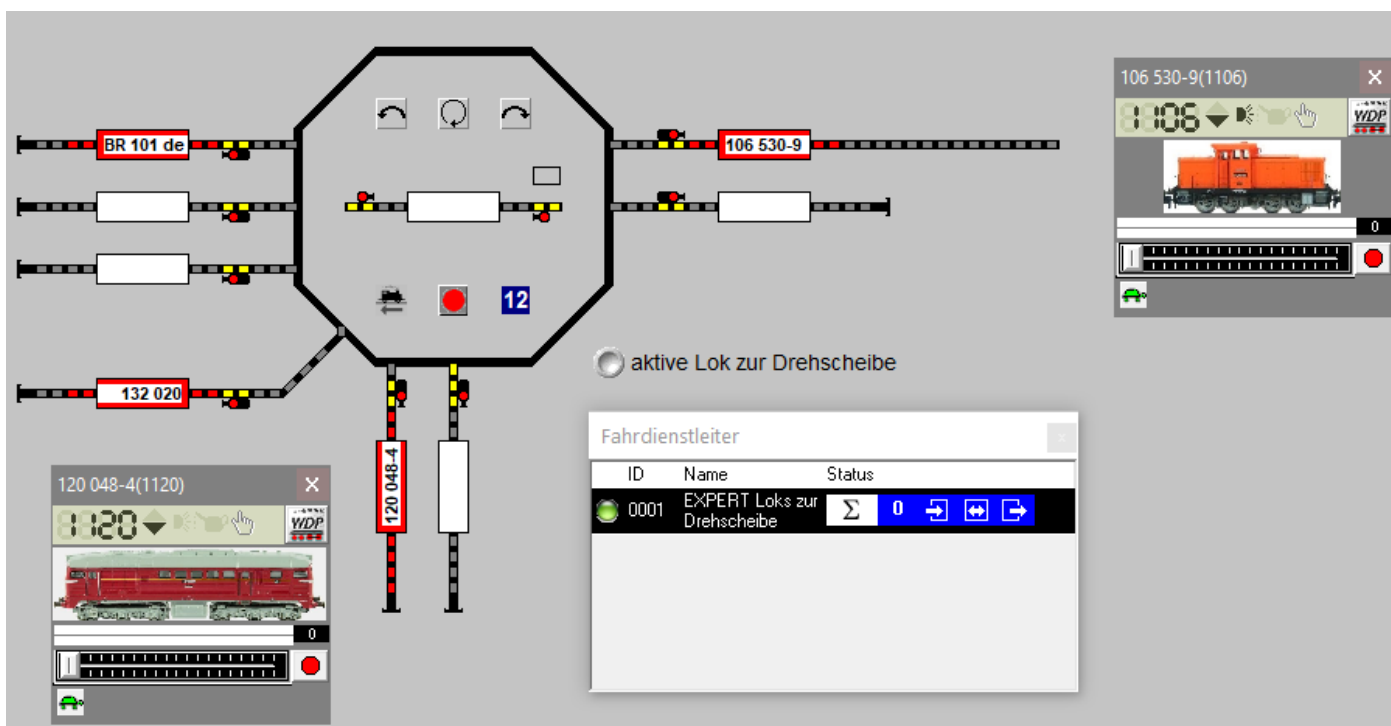 106 530-9(1106)
1106
WDP
BR 101 de
106 530-9
0
12
aktive Lok zur Drehscheibe
132 020
120 048-4
Fahrdienstleiter
ID Name Status
0001 EXPERT Loks zur
Drehscheibe Σ 0
120 048-4(1120)
1120
WDP
0